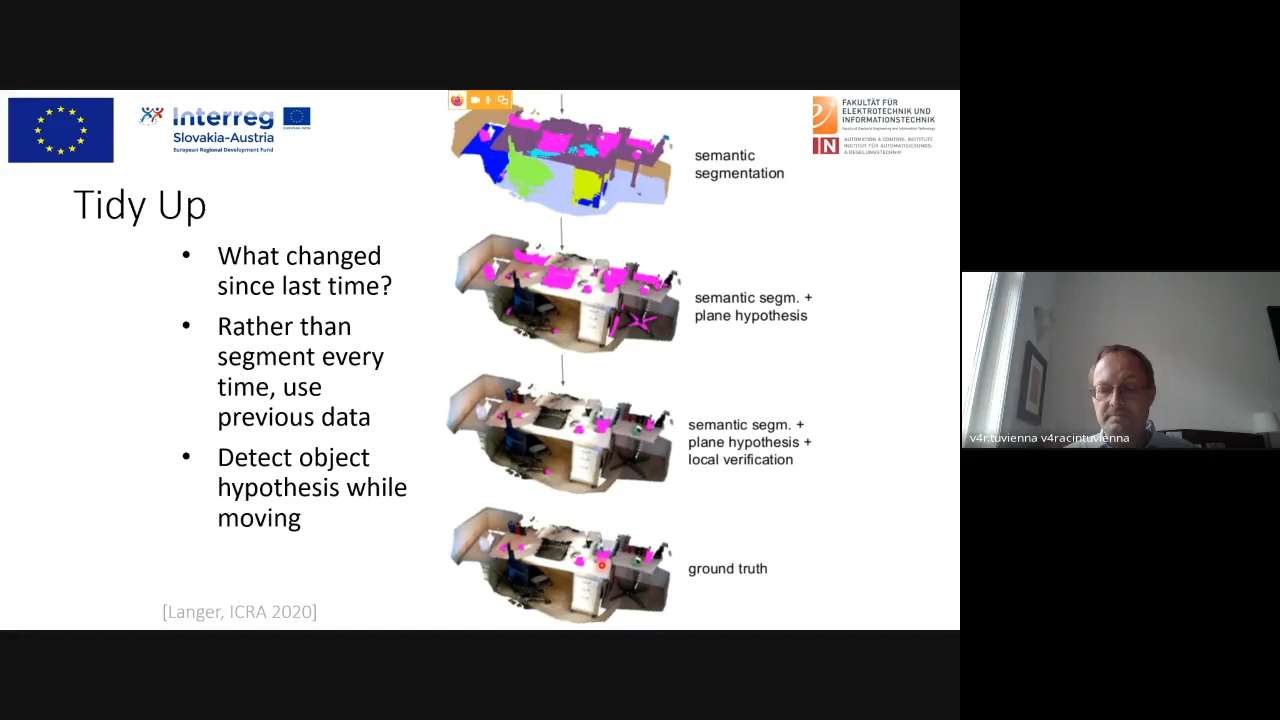 Interreg
Slovakia-Austria
European Regional Development Fund
EUROPEAN UNION
FAKULTÄT FÜR
ELEKTROTECHNIK UND
INFORMATIONSTECHNIK
Faculty of Electrical Engineering and Information Technology
IN
AUTOMATION & CONTROL INSTITUTE
INSTITUT FÜR AUTOMATISIERUNGS-
& REGELUNGSTECHNIK
Tidy Up
• What changed
since last time?
• Rather than
segment every
time, use
previous data
• Detect object
hypothesis while
moving
[Langer, ICRA 2020]
semantic
segmentation
semantic segm. +
plane hypothesis
semantic segm. +
plane hypothesis +
local verification
ground truth
v4r.tuvienna v4racintuvienna